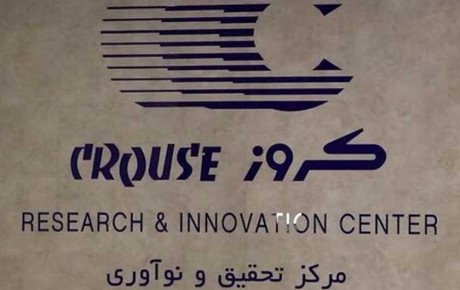 CROUSE کروز
RESEARCH & INNOVATION CENTER
مرکز تحقیق و نوآوری